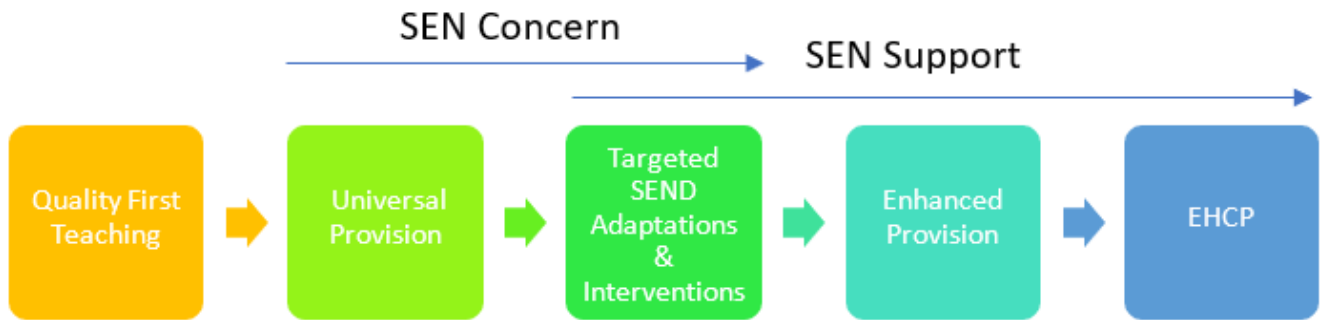 SEN Concern
SEN Support
Quality First
Teaching
Universal
Provision
Targeted
SEND
Adaptations
&
Interventions
Enhanced
Provision
EHCP